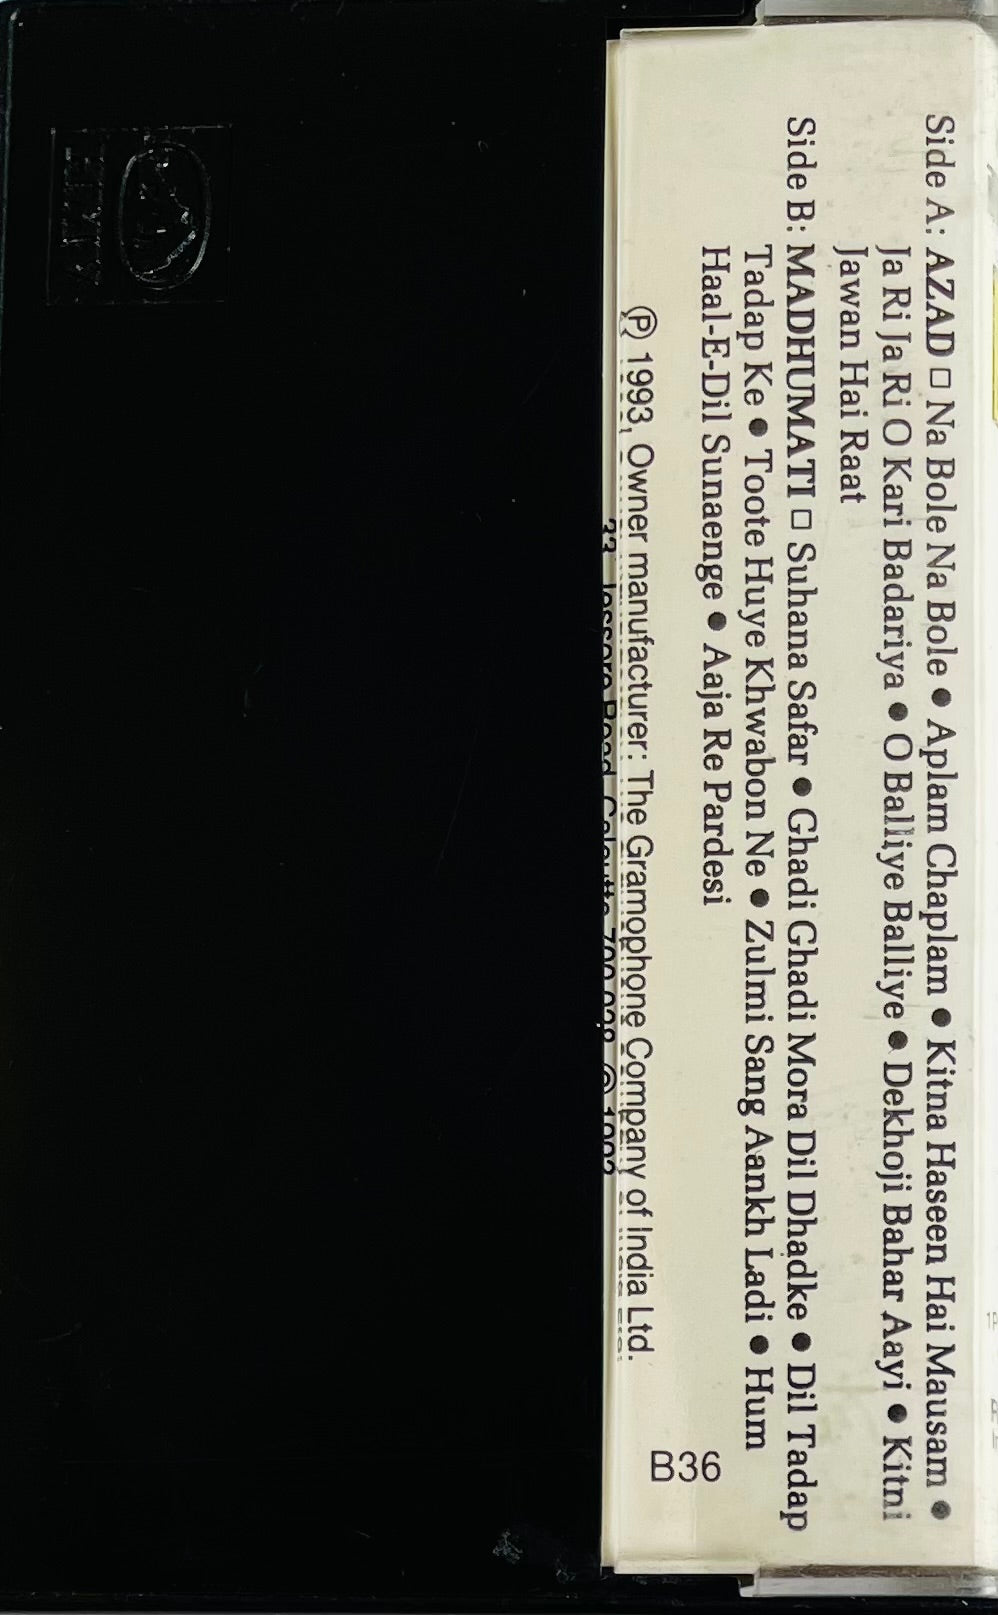 Side A: AZAD □ Na Bole Na Bole ● Aplam Chaplam ● Kitna Haseen Hai Mausam ●
Ja Ri Ja Ri O Kari Badariya ● O Balliye Balliye ● Dekhoji Bahar Aayi ● Kitni
Jawan Hai Raat
Side B: MADHUMATI □ Suhana Safar ● Ghadi Ghadi Mora Dil Dhadke ● Dil Tadap
Tadap Ke ● Toote Huye Khwabon Ne ● Zulmi Sang Aankh Ladi ● Hum
Haal-E-Dil Sunaenge ● Aaja Re Pardesi
Ⓟ 1993, Owner manufacturer: The Gramophone Company of India Ltd.
B36